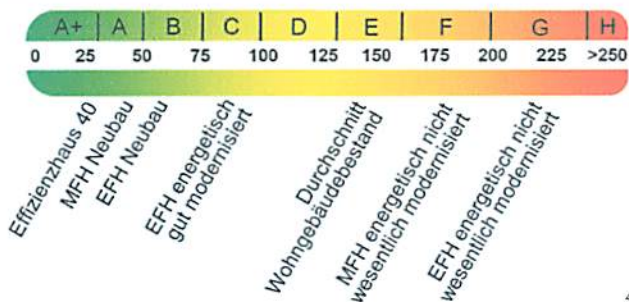 A+ A B C D E F G H
0 25 50 75 100 125 150 175 200 225 >250
Effizienzhaus 40
MFH Neubau
EFH Neubau
EFH energetisch
gut modernisiert
Durchschnitt
Wohngebäudebestand
MFH energetisch nicht
wesentlich modernisiert
EFH energetisch nicht
wesentlich modernisiert